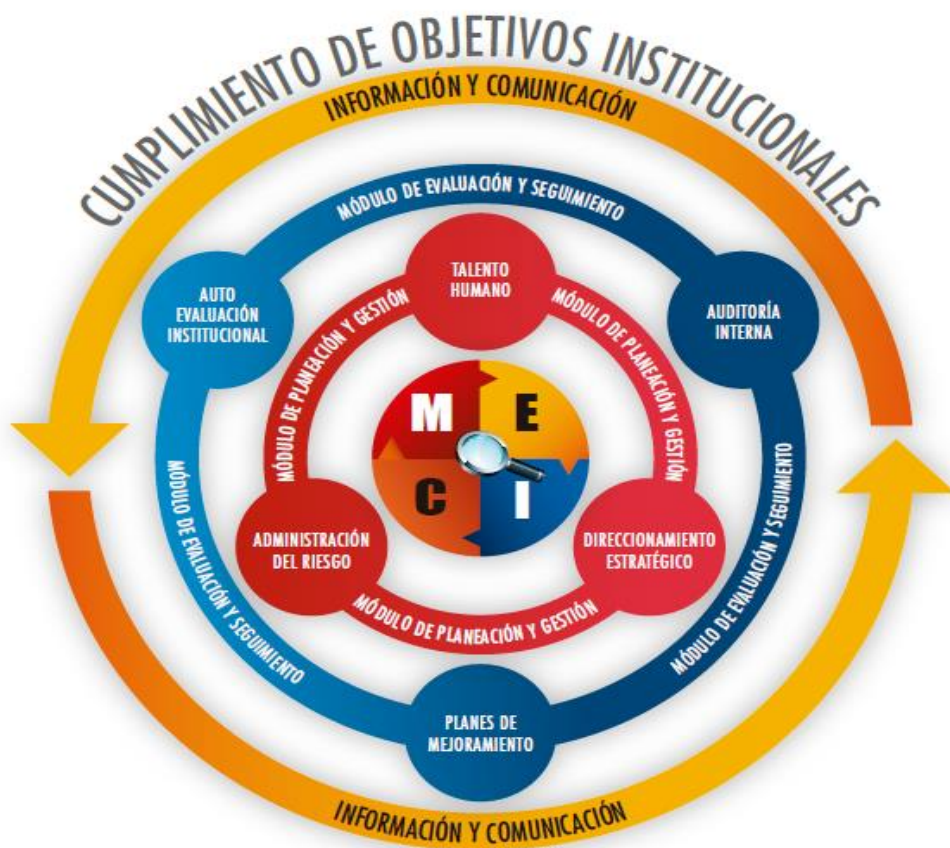 CUMPLIMIENTO DE OBJETIVOS INSTITUCIONALES
INFORMACIÓN Y COMUNICACIÓN
MÓDULO DE EVALUACIÓN Y SEGUIMIENTO
TALENTO
HUMANO
AUTO
EVALUACIÓN
INSTITUCIONAL
AUDITORÍA
INTERNA
MÓDULO DE PLANEACIÓN Y GESTIÓN
MÓDULO DE PLANEACIÓN Y GESTIÓN
M E
C I
ADMINISTRACIÓN
DEL RIESGO
DIRECCIONAMIENTO
ESTRATÉGICO
MÓDULO DE EVALUACIÓN Y SEGUIMIENTO
MÓDULO DE EVALUACIÓN Y SEGUIMIENTO
MÓDULO DE PLANEACIÓN Y GESTIÓN
PLANES DE
MEJORAMIENTO
INFORMACIÓN Y COMUNICACIÓN